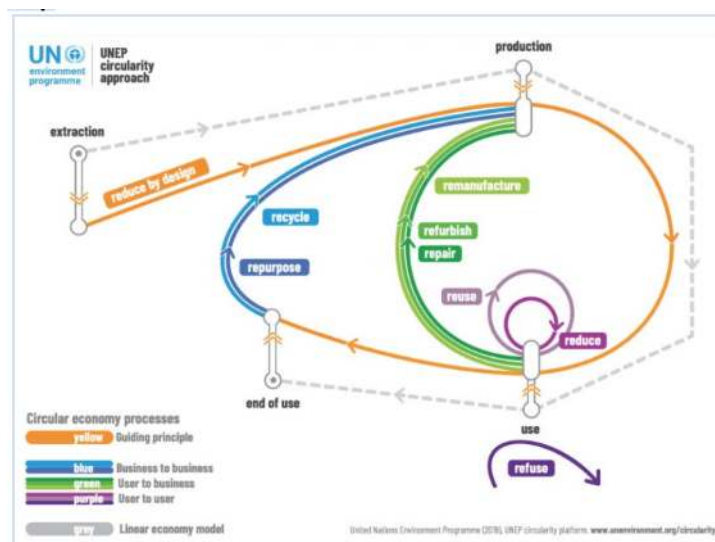 UN
environment
programme
UNEP
circularity
approach
production
extraction
reduce by design
remanufacture
recycle
refurbish
repair
repurpose
reuse
reduce
end of use
use
refuse
Circular economy processes
yellow Guiding principle
blue Business to business
green User to business
purple User to user
grey Linear economy model
United Nations Environment Programme (2019), UNEP circularity platform, www.unenvironment.org/circularity